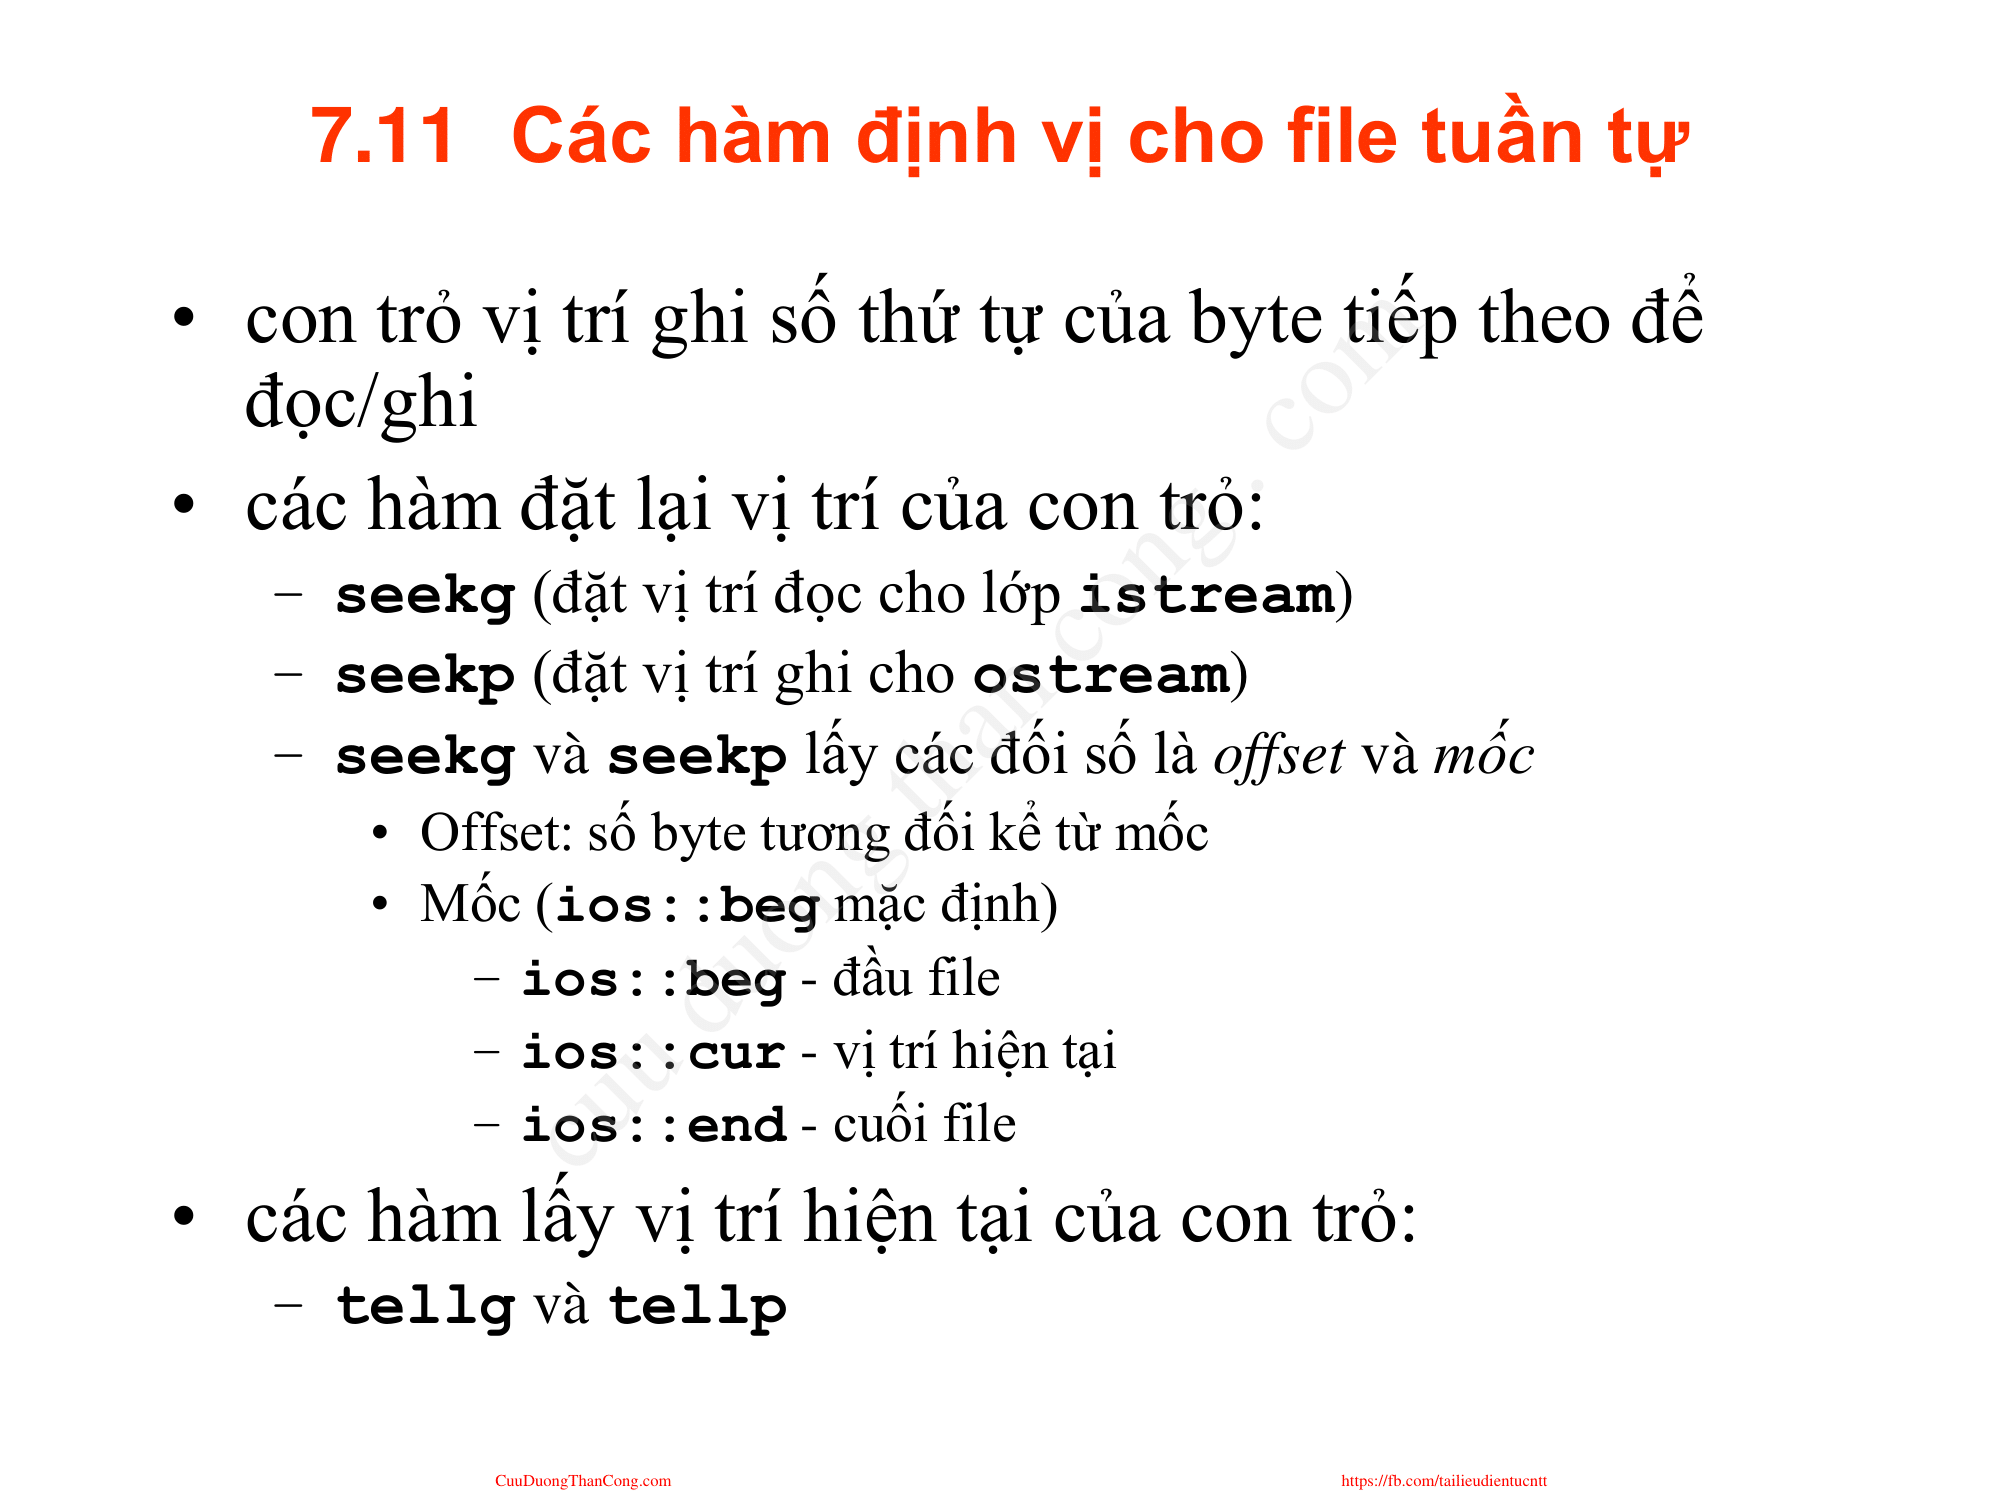 7.11 Các hàm định vị cho file tuần tự
• con trỏ vị trí ghi số thứ tự của byte tiếp theo để
đọc/ghi
• các hàm đặt lại vị trí của con trỏ:
– seekg (đặt vị trí đọc cho lớp istream)
– seekp (đặt vị trí ghi cho ostream)
– seekg và seekp lấy các đối số là offset và mốc
• Offset: số byte tương đối kể từ mốc
• Mốc (ios::beg mặc định)
– ios::beg - đầu file
– ios::cur - vị trí hiện tại
– ios::end - cuối file
• các hàm lấy vị trí hiện tại của con trỏ:
– tellg và tellp
cuu duong than cong . com
CuuDuongThanCong.com
https://fb.com/tailieudientucntt